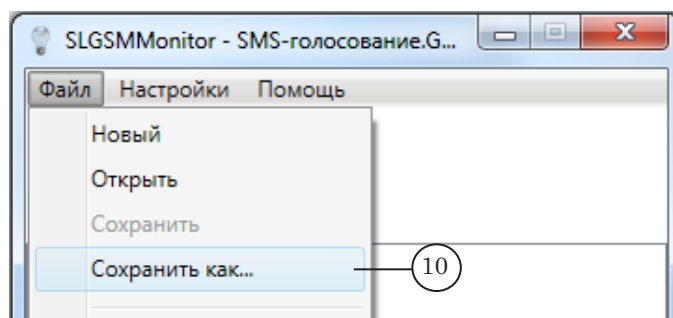 SLGSMMonitor - SMS-голосование.G...
Файл Настройки Помощь
Новый
Открыть
Сохранить
Сохранить как...
10